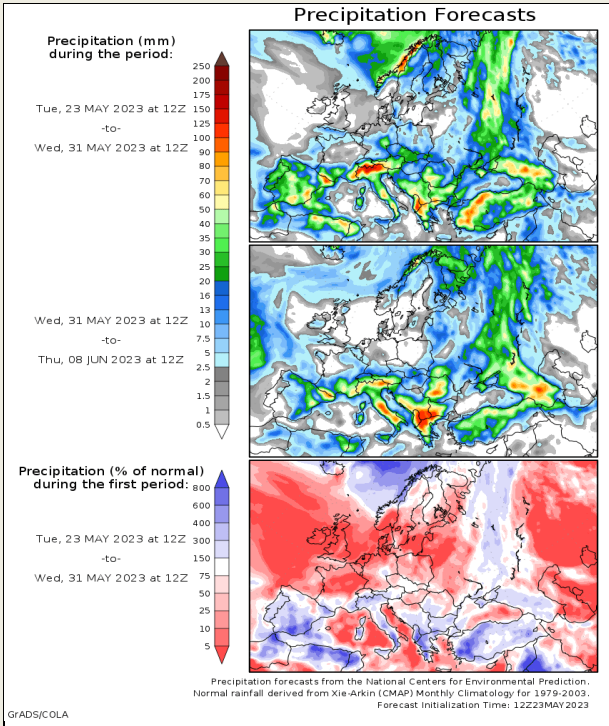 Precipitation Forecasts
Precipitation (mm)
during the period:
Tue, 23 MAY 2023 at 12Z
-to-
Wed, 31 MAY 2023 at 12Z
250
200
175
150
125
100
90
80
70
60
50
40
35
30
25
20
16
13
10
7.5
5
2.5
2
1.5
1
0.5
Wed, 31 MAY 2023 at 12Z
-to-
Thu, 08 JUN 2023 at 12Z
Precipitation (% of normal)
during the first period:
800
600
400
300
150
75
50
25
10
5
Tue, 23 MAY 2023 at 12Z
-to-
Wed, 31 MAY 2023 at 12Z
Precipitation forecasts from the National Centers for Environmental Prediction.
Normal rainfall derived from Xie-Arkin (CMAP) Monthly Climatology for 1979-2003.
Forecast Initialization Time: 12Z23MAY2023
GrADS/COLA